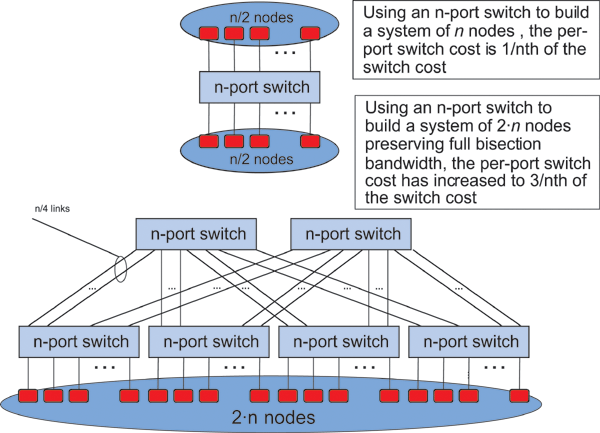 n/2 nodes
...
n-port switch
...
n/2 nodes
Using an n-port switch to build
a system of n nodes , the per-
port switch cost is 1/nth of the
switch cost
Using an n-port switch to
build a system of 2·n nodes
preserving full bisection
bandwidth, the per-port switch
cost has increased to 3/nth of
the switch cost
n/4 links
n-port switch
n-port switch
... ... ... ... ... ... ... ...
n-port switch
n-port switch
n-port switch
n-port switch
... ... ... ...
2·n nodes